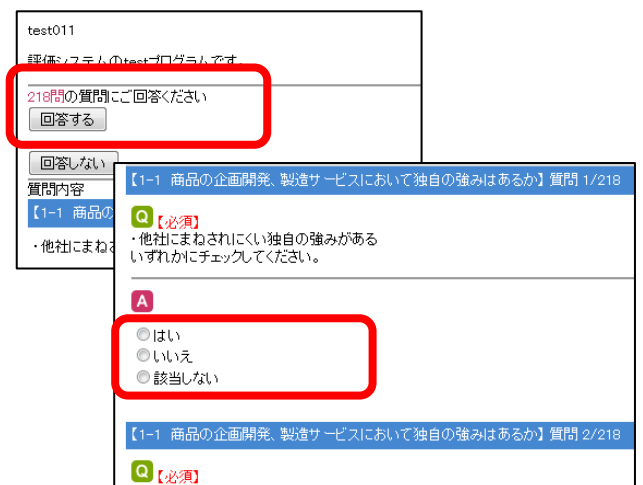 test011
評価システムのtestプログラムです。
218問の質問にご回答ください
回答する
回答しない
質問内容
【1-1 商品の
・他社にまねさ
【1-1 商品の企画開発、製造サービスにおいて独自の強みはあるか】質問 1/218
Q【必須】
・他社にまねされにくい独自の強みがある
いずれかにチェックしてください。
A
はい
いいえ
該当しない
【1-1 商品の企画開発、製造サービスにおいて独自の強みはあるか】質問 2/218
Q【必須】